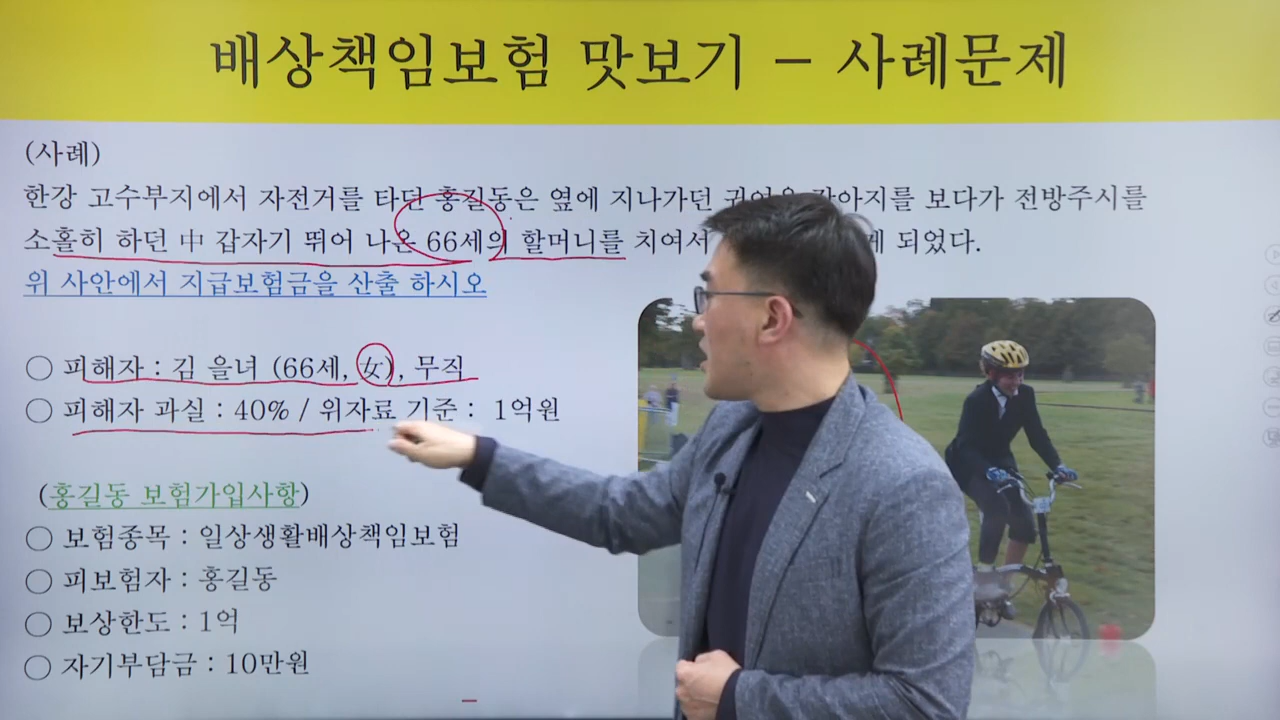 배상책임보험 맛보기 - 사례문제
(사례)
한강 고수부지에서 자전거를 타던 홍길동은 옆에 지나가던 를 보다가 전방주시를
소홀히 하던 中 갑자기 뛰어 나온 66세의 할머니를 치여서 되었다.
위 사안에서 지급보험금을 산출 하시오
○ 피해자 : 김 을녀 (66세, 女), 무직
○ 피해자 과실 : 40% / 위자료 기준 : 1억원
(홍길동 보험가입사항)
○ 보험종목 : 일상생활배상책임보험
○ 피보험자 : 홍길동
○ 보상한도 : 1억
○ 자기부담금 : 10만원